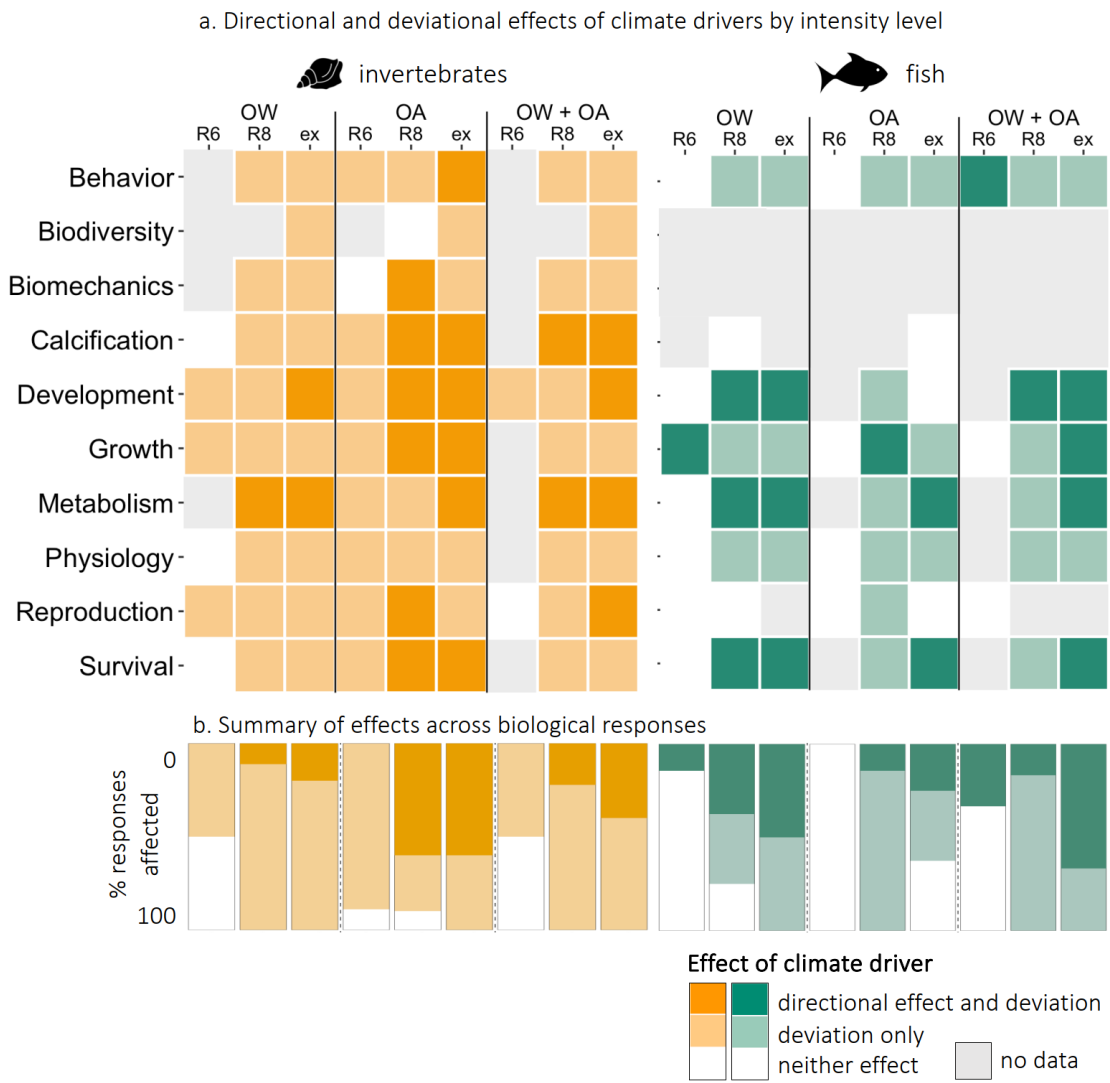 a. Directional and deviational effects of climate drivers by intensity level
invertebrates
fish
OW OA OW + OA
R6 R8 ex R6 R8 ex R6 R8 ex
OW OA OW + OA
R6 R8 ex R6 R8 ex R6 R8 ex
Behavior
Biodiversity
Biomechanics
Calcification
Development
Growth
Metabolism
Physiology
Reproduction
Survival
b. Summary of effects across biological responses
0
% responses
affected
100
Effect of climate driver
directional effect and deviation
deviation only
neither effect
no data